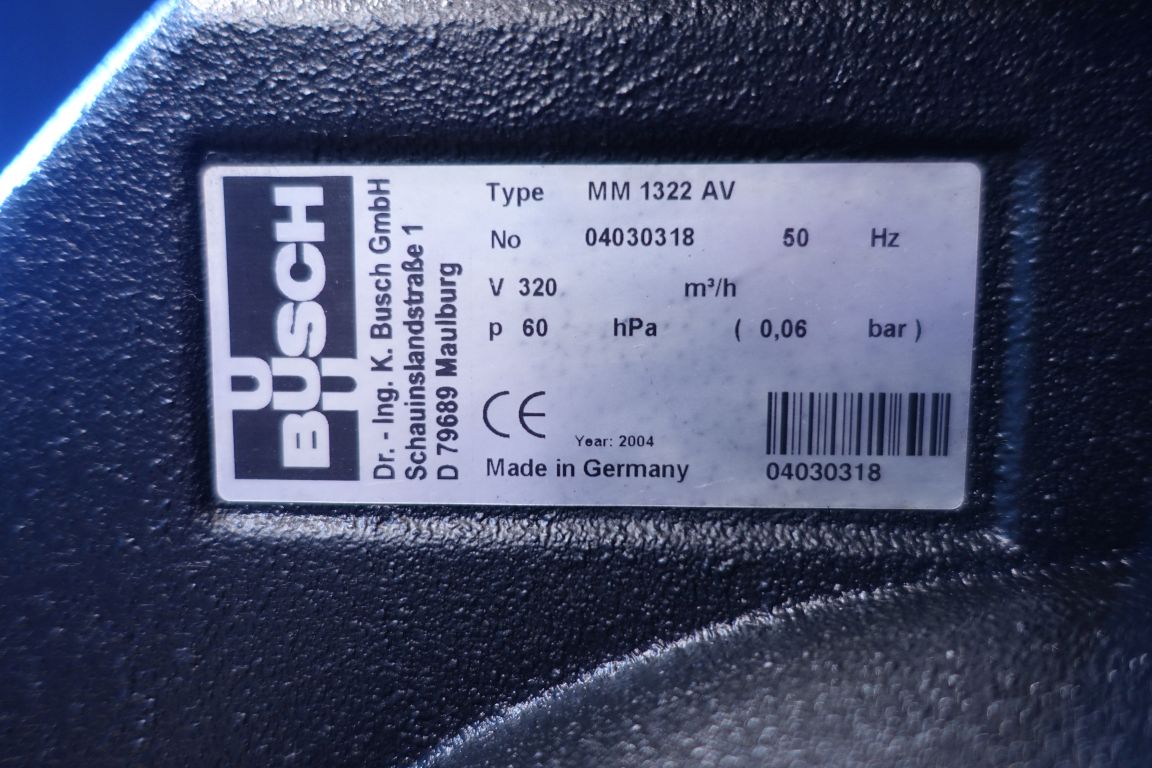 BUSCH
Dr. - Ing. K. Busch GmbH
Schauinslandstraße 1
D 79689 Maulburg
Type MM 1322 AV
No 04030318 50 Hz
V 320 m³/h
p 60 hPa ( 0,06 bar )
CE
Year: 2004
Made in Germany
04030318